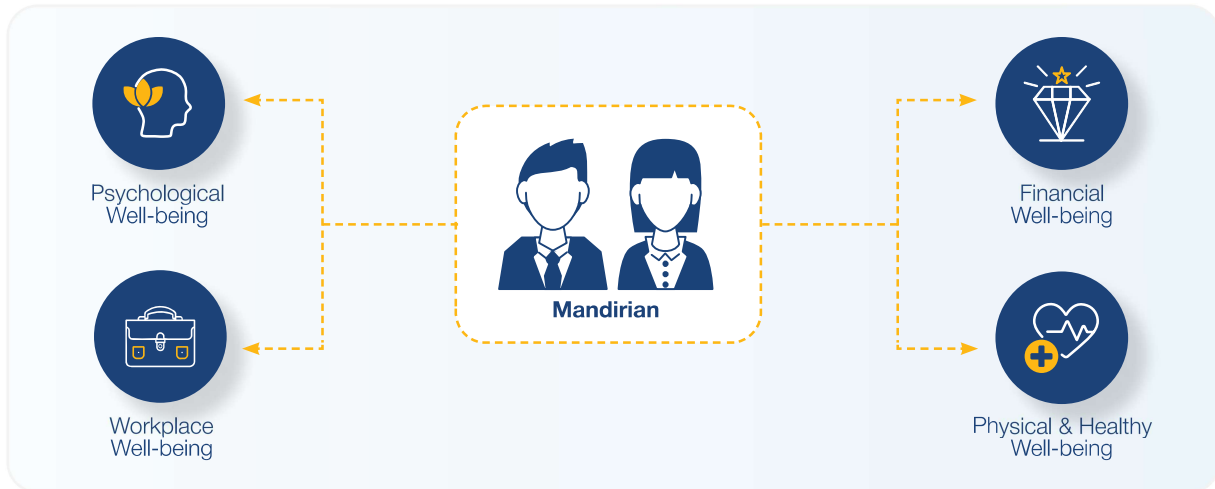 Psychological
Well-being
Workplace
Well-being
Mandirian
Financial
Well-being
Physical & Healthy
Well-being